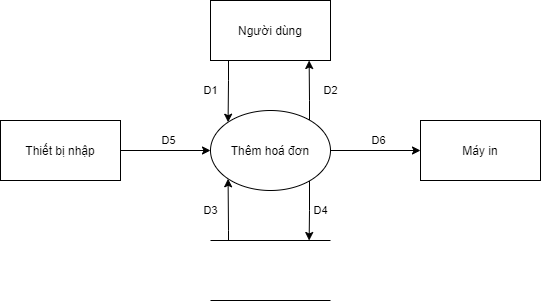 Người dùng
D1
D2
Thiết bị nhập
D5
Thêm hoá đơn
D6
Máy in
D3
D4